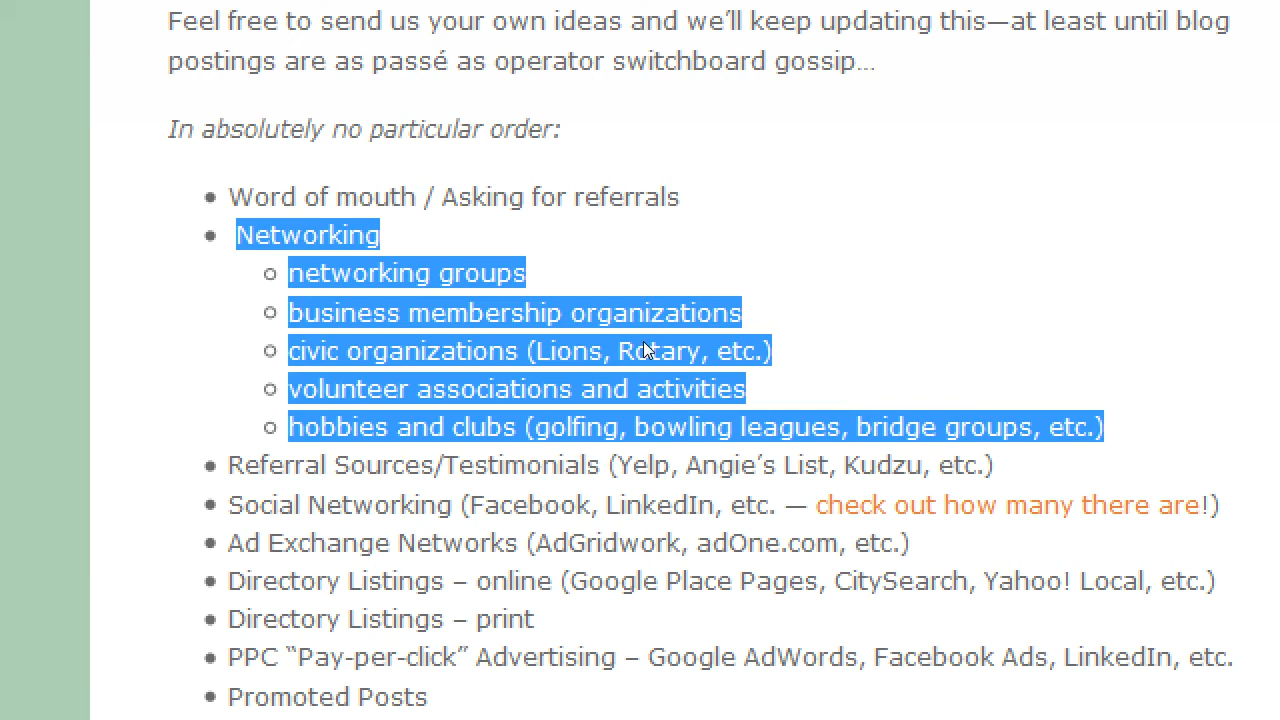 Feel free to send us your own ideas and we’ll keep updating this—at least until blog
postings are as passé as operator switchboard gossip…
In absolutely no particular order:
• Word of mouth / Asking for referrals
• Networking
○ networking groups
○ business membership organizations
○ civic organizations (Lions, Rotary, etc.)
○ volunteer associations and activities
○ hobbies and clubs (golfing, bowling leagues, bridge groups, etc.)
• Referral Sources/Testimonials (Yelp, Angie’s List, Kudzu, etc.)
• Social Networking (Facebook, LinkedIn, etc. — check out how many there are!)
• Ad Exchange Networks (AdGridwork, adOne.com, etc.)
• Directory Listings – online (Google Place Pages, CitySearch, Yahoo! Local, etc.)
• Directory Listings – print
• PPC “Pay-per-click” Advertising – Google AdWords, Facebook Ads, LinkedIn, etc.
• Promoted Posts